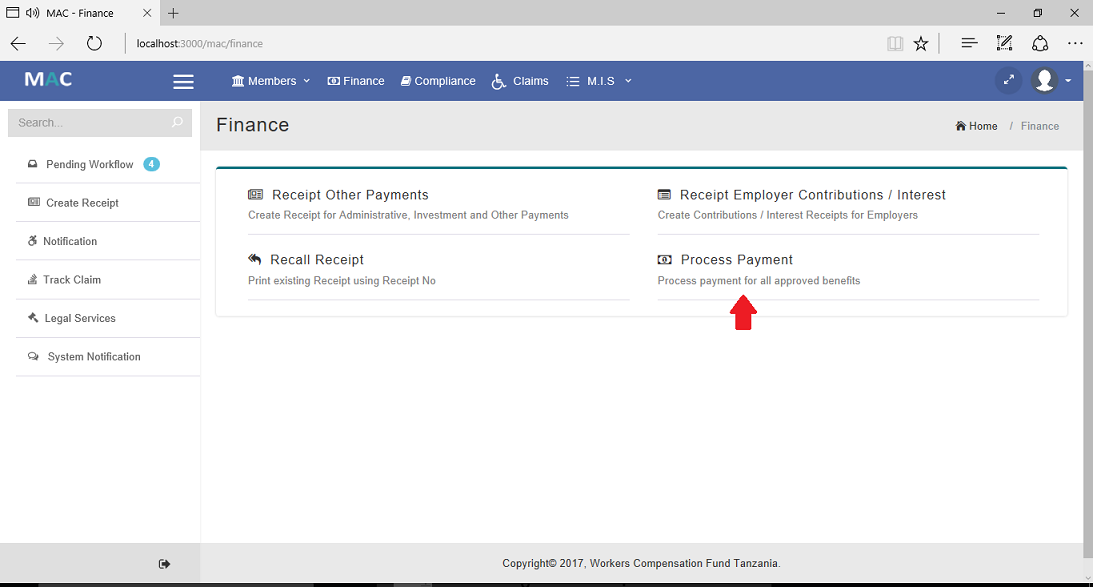 MAC - Finance
localhost:3000/mac/finance
MAC
Members
Finance
Compliance
Claims
M.I.S
Search...
Finance
Home / Finance
Pending Workflow 4
Create Receipt
Notification
Track Claim
Legal Services
System Notification
Receipt Other Payments
Create Receipt for Administrative, Investment and Other Payments
Receipt Employer Contributions / Interest
Create Contributions / Interest Receipts for Employers
Recall Receipt
Print existing Receipt using Receipt No
Process Payment
Process payment for all approved benefits
Copyright© 2017, Workers Compensation Fund Tanzania.